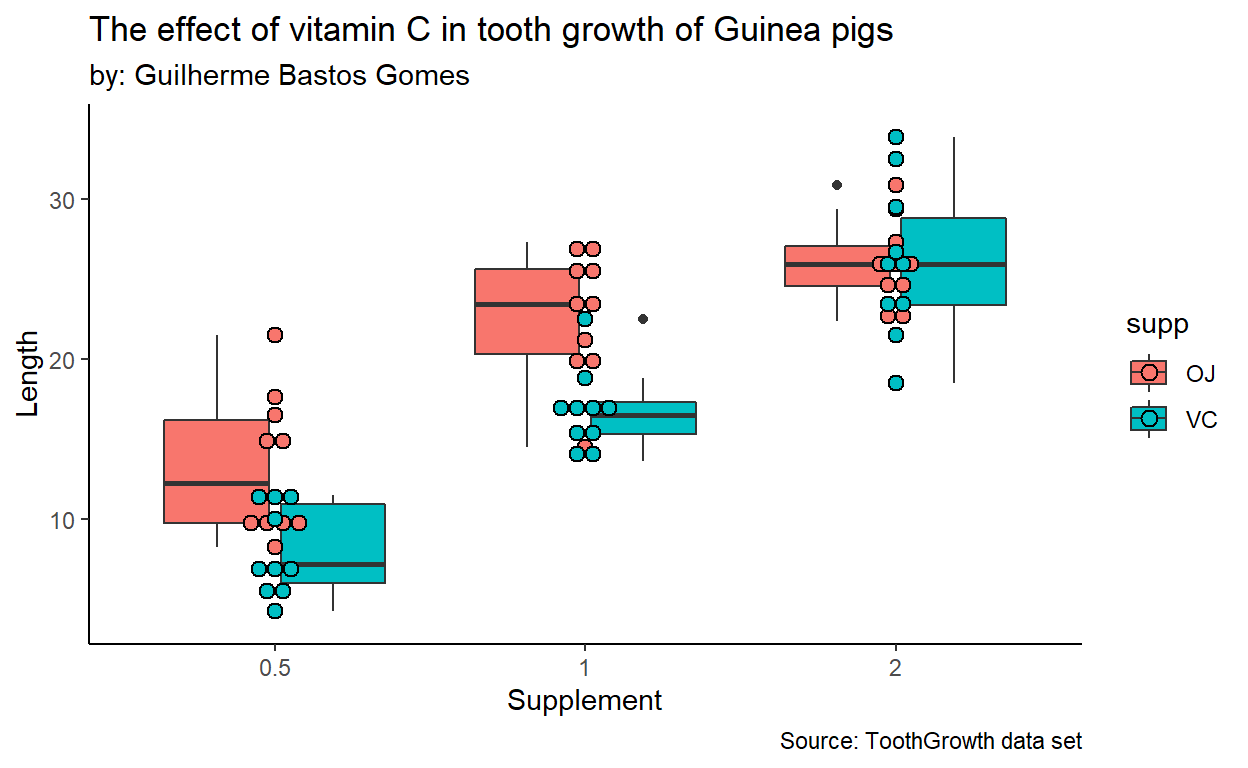 The effect of vitamin C in tooth growth of Guinea pigs
by: Guilherme Bastos Gomes
Length
30
20
10
0.5
1
2
Supplement
supp
OJ
VC
Source: ToothGrowth data set